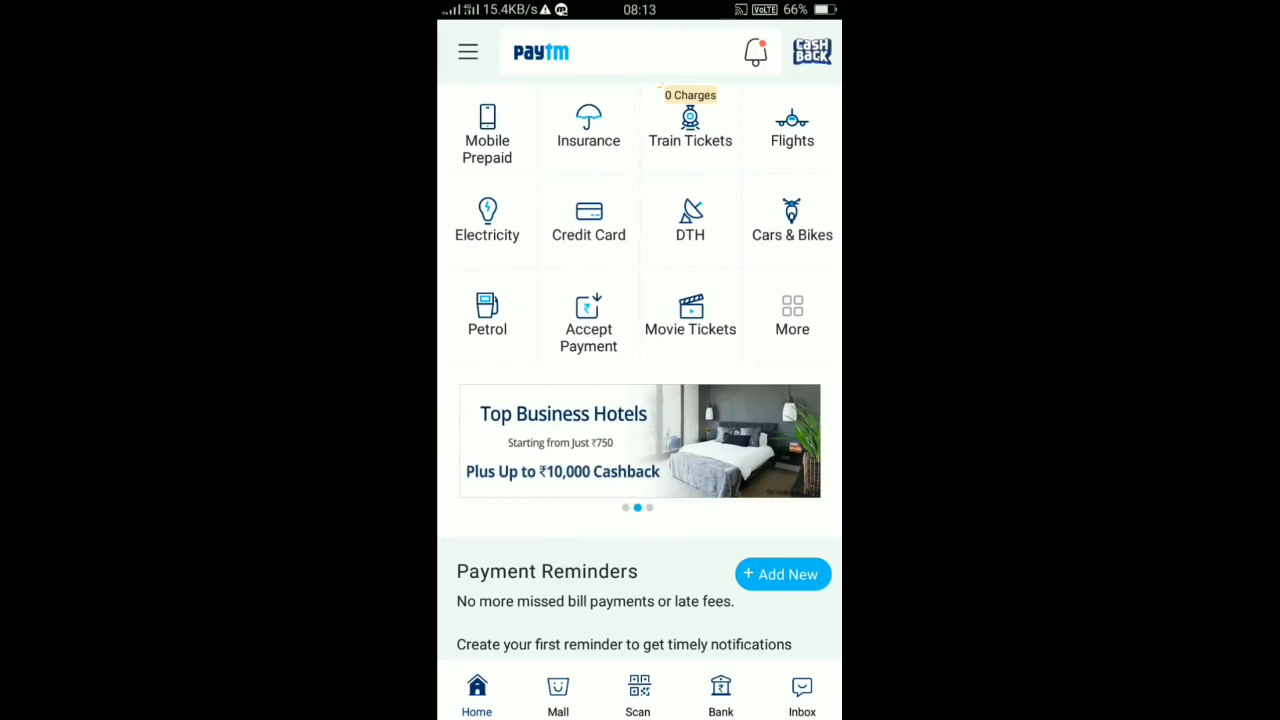 15.4KB/s 08:13 VoLTE 66%
paytm CASH BACK
0 Charges
Mobile Prepaid
Insurance
Train Tickets
Flights
Electricity
Credit Card
DTH
Cars & Bikes
Petrol
Accept Payment
Movie Tickets
More
Top Business Hotels
Starting from Just ₹750
Plus Up to ₹10,000 Cashback
Payment Reminders
+ Add New
No more missed bill payments or late fees.
Create your first reminder to get timely notifications
Home
Mall
Scan
Bank
Inbox